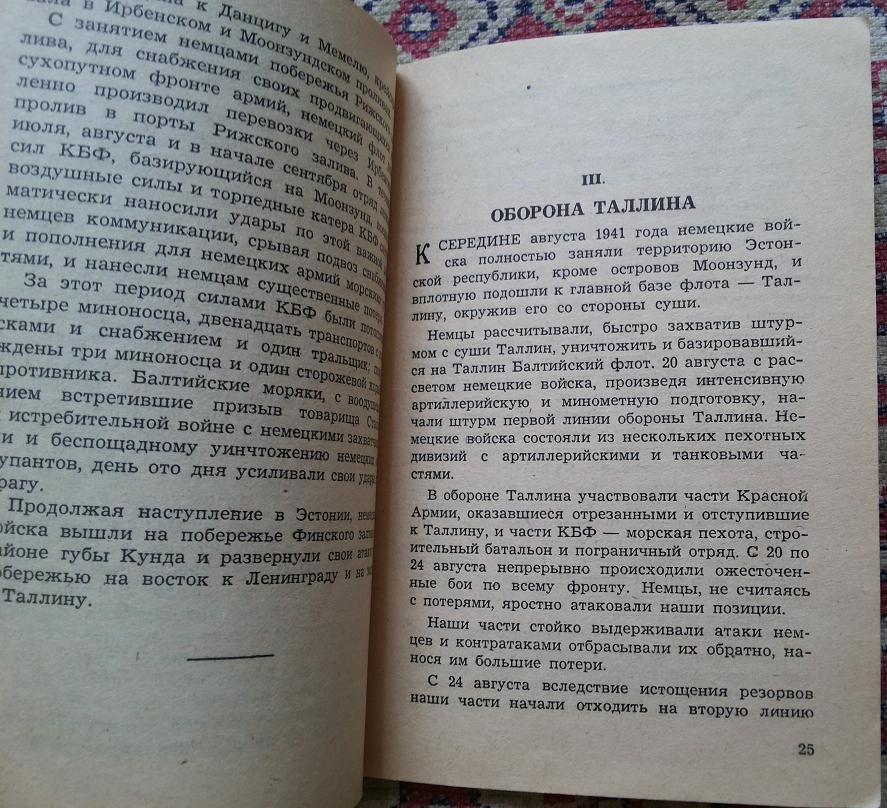 к Данцигу и Мемелю,
в Ирбенском и Моонзундском
С занятием немцами побережья
лива, для снабжения своих продвигающихся
сухопутном фронте армий, немецкий флот
ленно производил перевозки через
пролив в порты Рижского залива. В
июля, августа и в начале сентября отряд
сил КБФ, базирующийся на Моонзунд,
воздушные силы и торпедные катера КБФ
матически наносили удары по этой важной
немцев коммуникации, срывая подвоз
и пополнения для немецких армий морскими
тями, и нанесли немцам существенные
За этот период силами КБФ были
четыре миноносца, двенадцать транспортов с
сками и снабжением и один тральщик;
ждены три миноносца и один сторожевой
противника. Балтийские моряки, с
нием встретившие призыв товарища
истребительной войне с немецкими
и и беспощадному уинчтожению немецких
упантов, день ото дня усиливали свои
рагу.
Продолжая наступление в Эстонии,
ойска вышли на побережье Финского
айоне губы Кунда и развернули свои
обережью на восток к Ленинграду и на
Таллину.
III.
ОБОРОНА ТАЛЛИНА
К СЕРЕДИНЕ августа 1941 года немецкие вой-
ска полностью заняли территорию Эстон-
ской республики, кроме островов Моонзунд, и
вплотную подошли к главной базе флота — Тал-
лину, окружив его со стороны суши.
Немцы рассчитывали, быстро захватив штур-
мом с суши Таллин, уничтожить и базировавший-
ся на Таллин Балтийский флот. 20 августа с рас-
светом немецкие войска, произведя интенсивную
артиллерийскую и минометную подготовку, на-
чали штурм первой линии обороны Таллина. Не-
мецкие войска состояли из нескольких пехотных
дивизий с артиллерийскими и танковыми ча-
стями.
В обороне Таллина участвовали части Красной
Армии, оказавшиеся отрезанными и отступившие
к Таллину, и части КБФ — морская пехота, стро-
ительный батальон и пограничный отряд. С 20 по
24 августа непрерывно происходили ожесточен-
ные бои по всему фронту. Немцы, не считаясь
с потерями, яростно атаковали наши позиции.
Наши части стойко выдерживали атаки нем-
цев и контратаками отбрасывали их обратно, на-
нося им большие потери.
С 24 августа вследствие истощения резорвов
наши части начали отходить на вторую линию
25